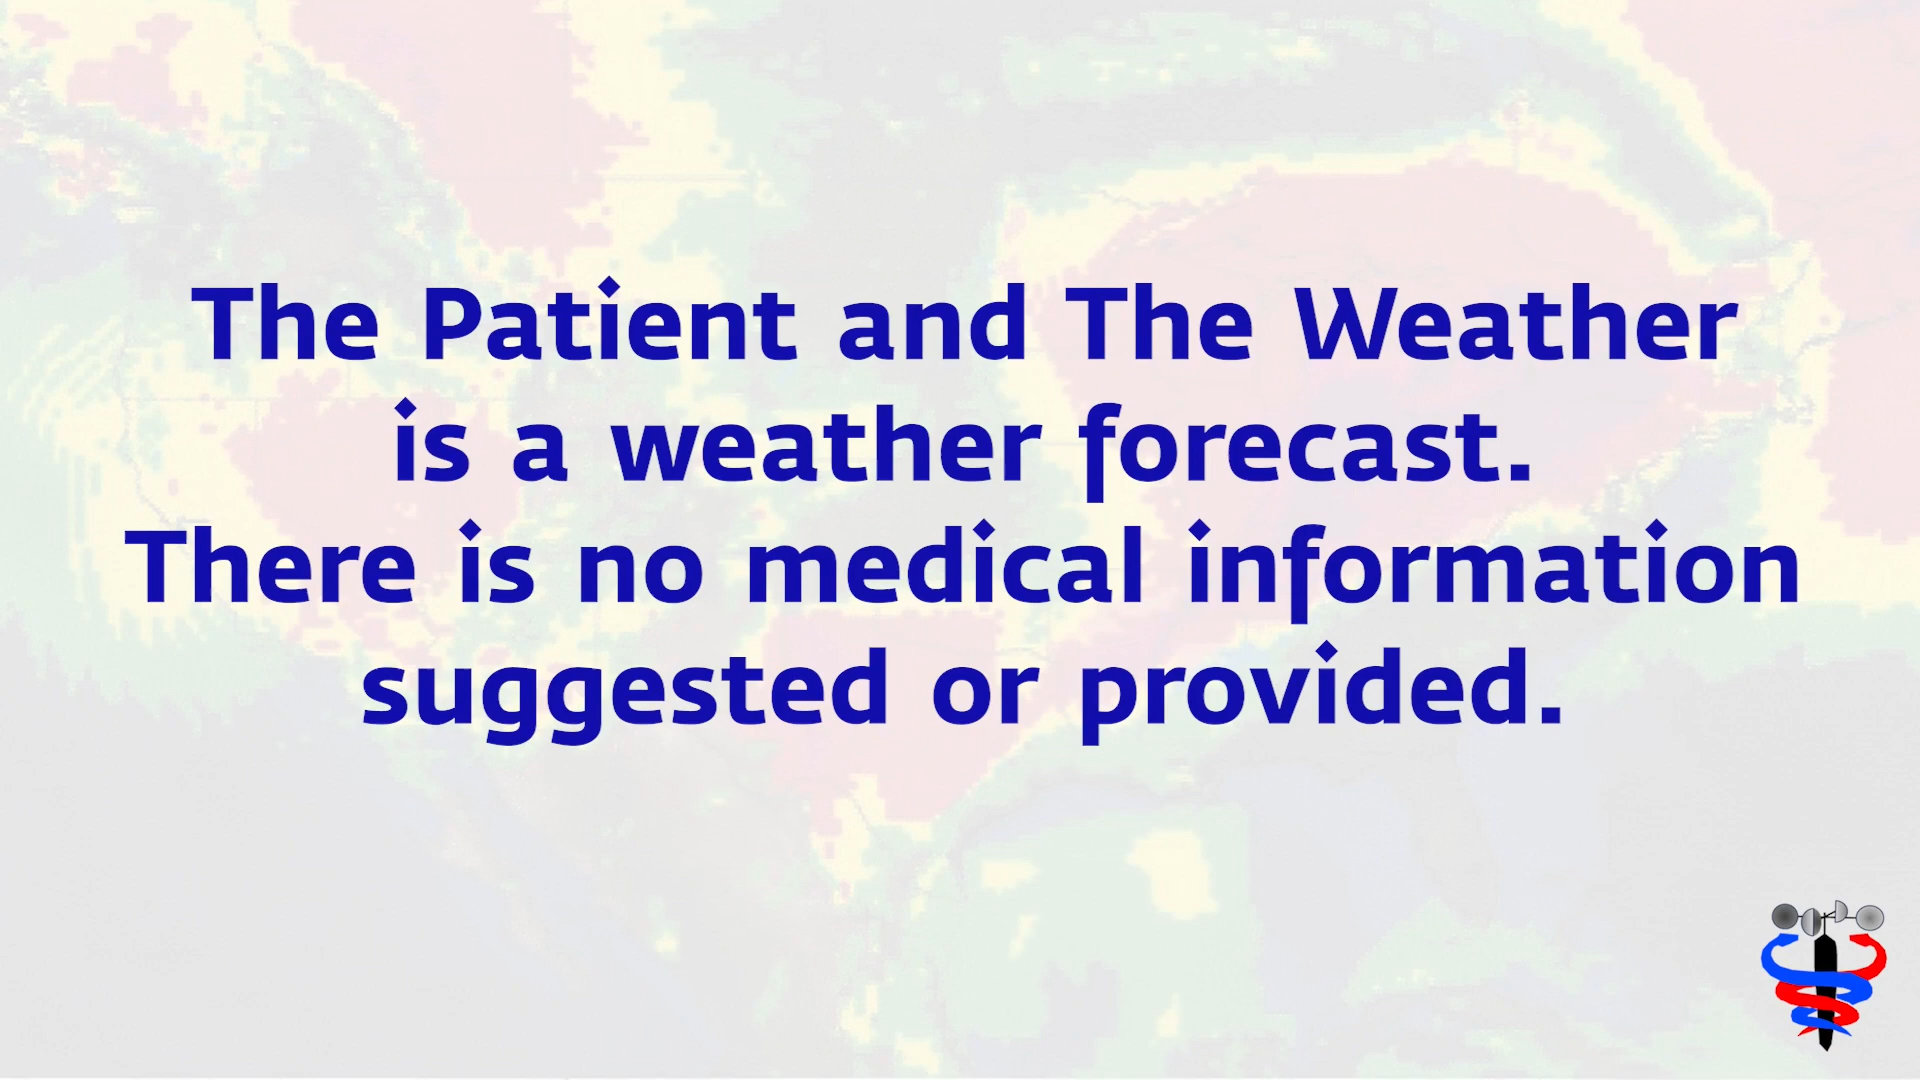 The Patient and The Weather
is a weather forecast.
There is no medical information
suggested or provided.